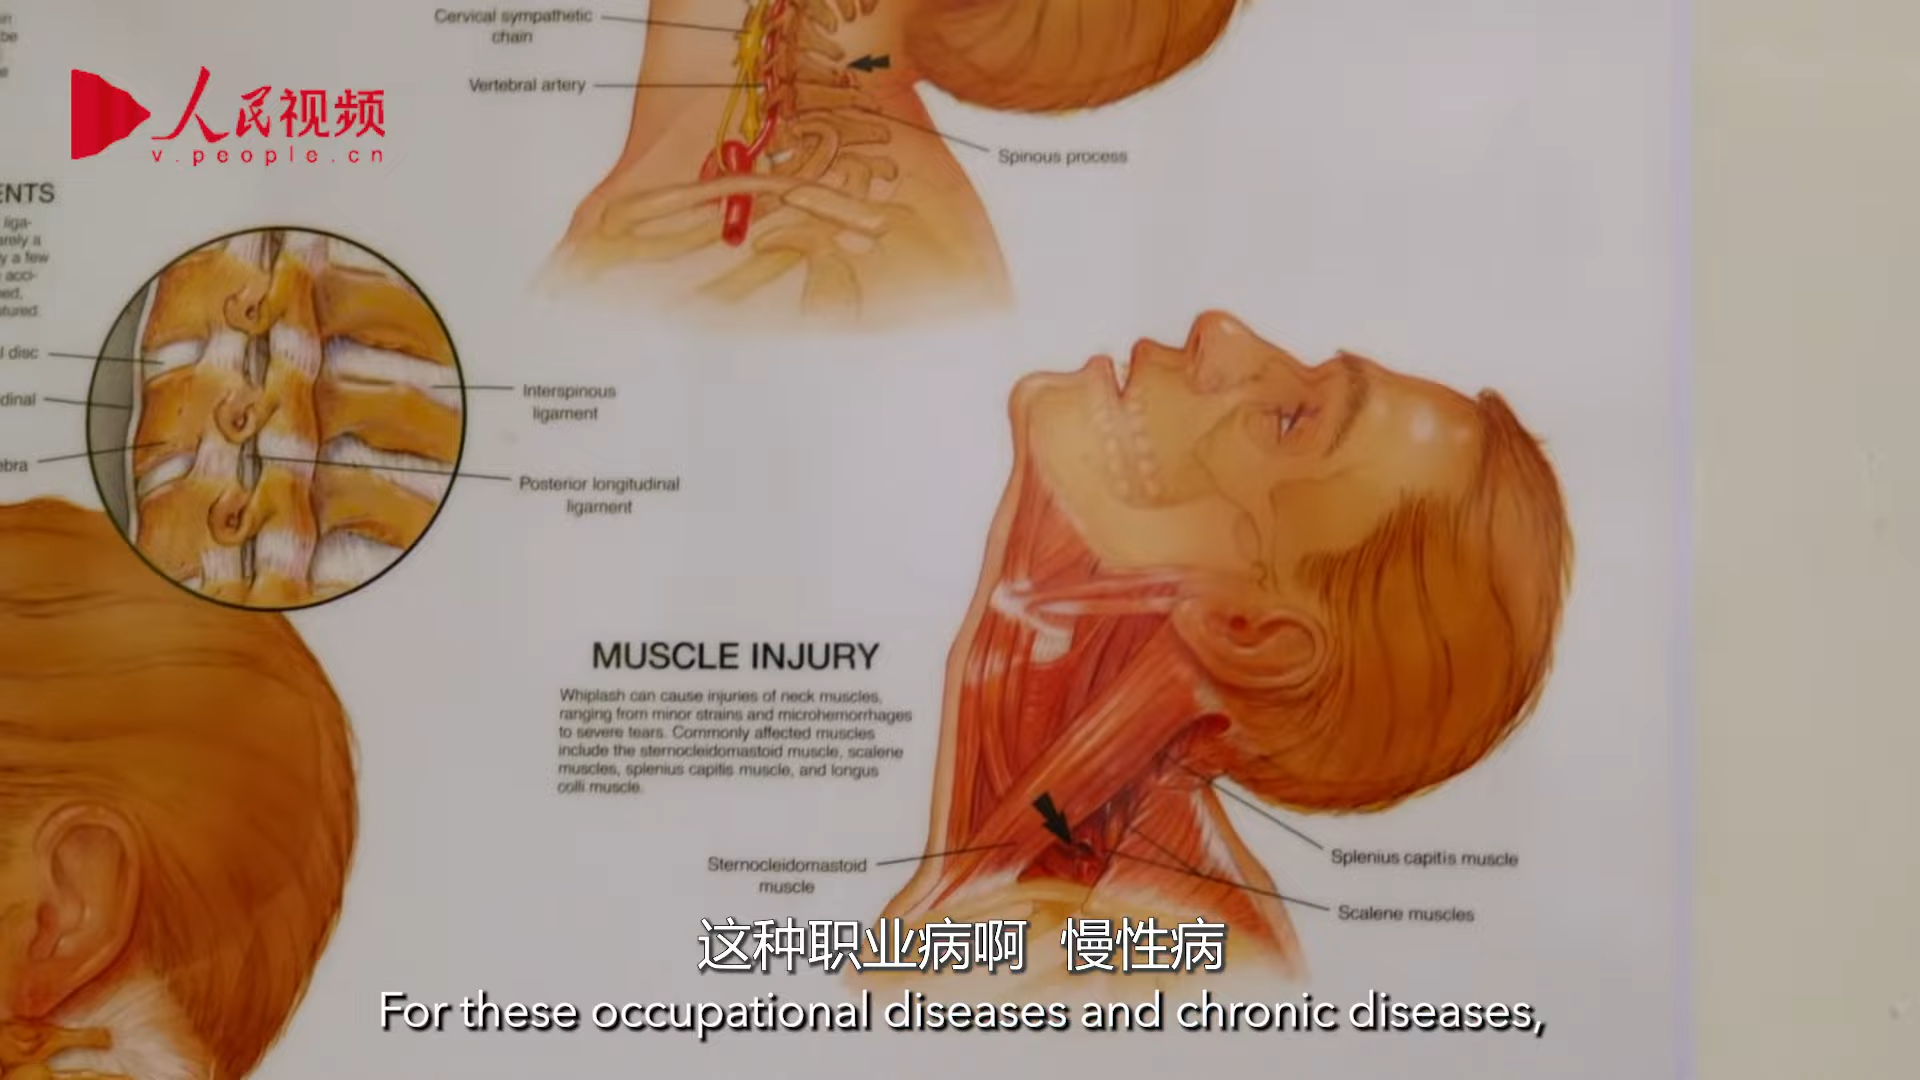 Cervical sympathetic
chain
Vertebral artery
人民视频
v.people.cn
Spinous process
ENTS
liga-
arely a
y a few
acci-
disc
dinal
ebra
Interspinous
ligament
Posterior longitudinal
ligament
MUSCLE INJURY
Whiplash can cause injuries of neck muscles,
ranging from minor strains and microhemorrhages
to severe tears. Commonly affected muscles
include the sternocleidomastoid muscle, scalene
muscles, splenius capitis muscle, and longus
colli muscle.
Sternocleidomastoid
muscle
Splenius capitis muscle
Scalene muscles
这种职业病啊 慢性病
For these occupational diseases and chronic diseases,